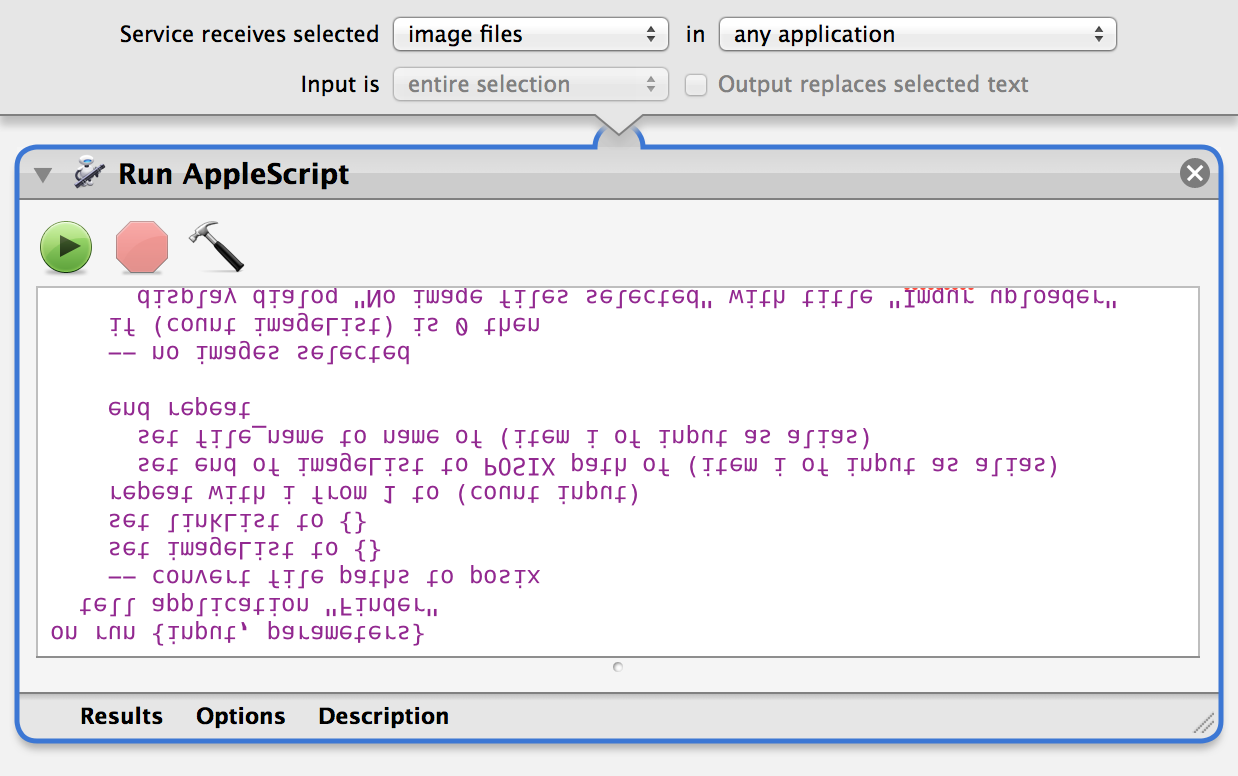 Service receives selected image files in any application
Input is entire selection Output replaces selected text
Run AppleScript
on run {input, parameters}
tell application "Finder"
-- convert file paths to posix
set imageList to {}
set linkList to {}
repeat with i from 1 to (count input)
set end of imageList to POSIX path of (item i of input as alias)
set file_name to name of (item i of input as alias)
end repeat
-- no images selected
if (count imageList) is 0 then
display dialog "No image files selected" with title "Imgur uploader"
Results Options Description